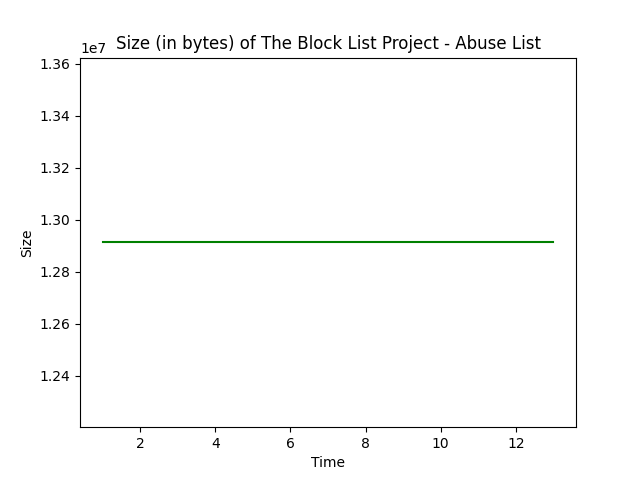 Size (in bytes) of The Block List Project - Abuse List
1e7
1.36
1.34
1.32
1.30
1.28
1.26
1.24
Size
2 4 6 8 10 12
Time